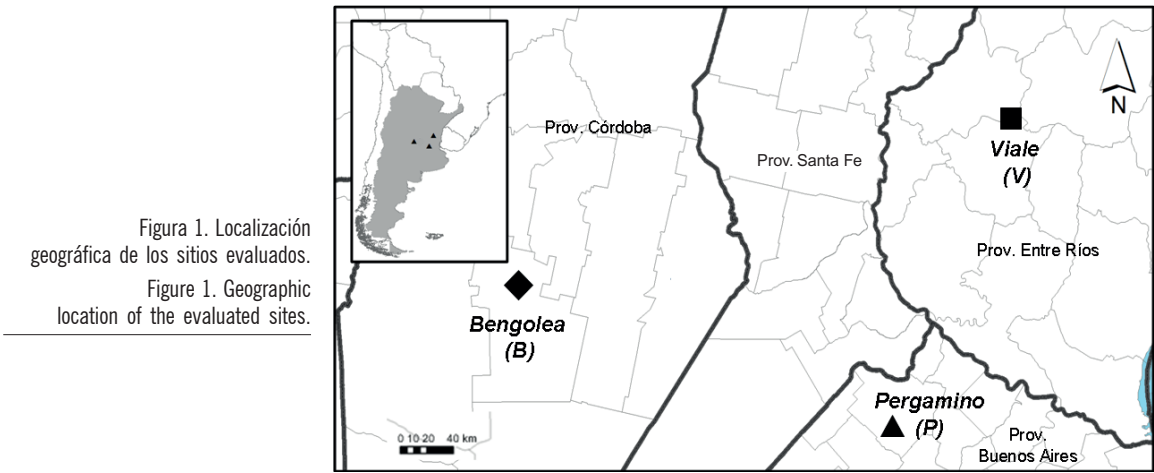 Figura 1. Localización
geográfica de los sitios evaluados.
Figure 1. Geographic
location of the evaluated sites.
N
Prov. Córdoba
Prov. Santa Fe
Viale
(V)
Prov. Entre Ríos
Bengolea
(B)
Pergamino
(P)
Prov.
Buenos Aires
0 10 20 40 km